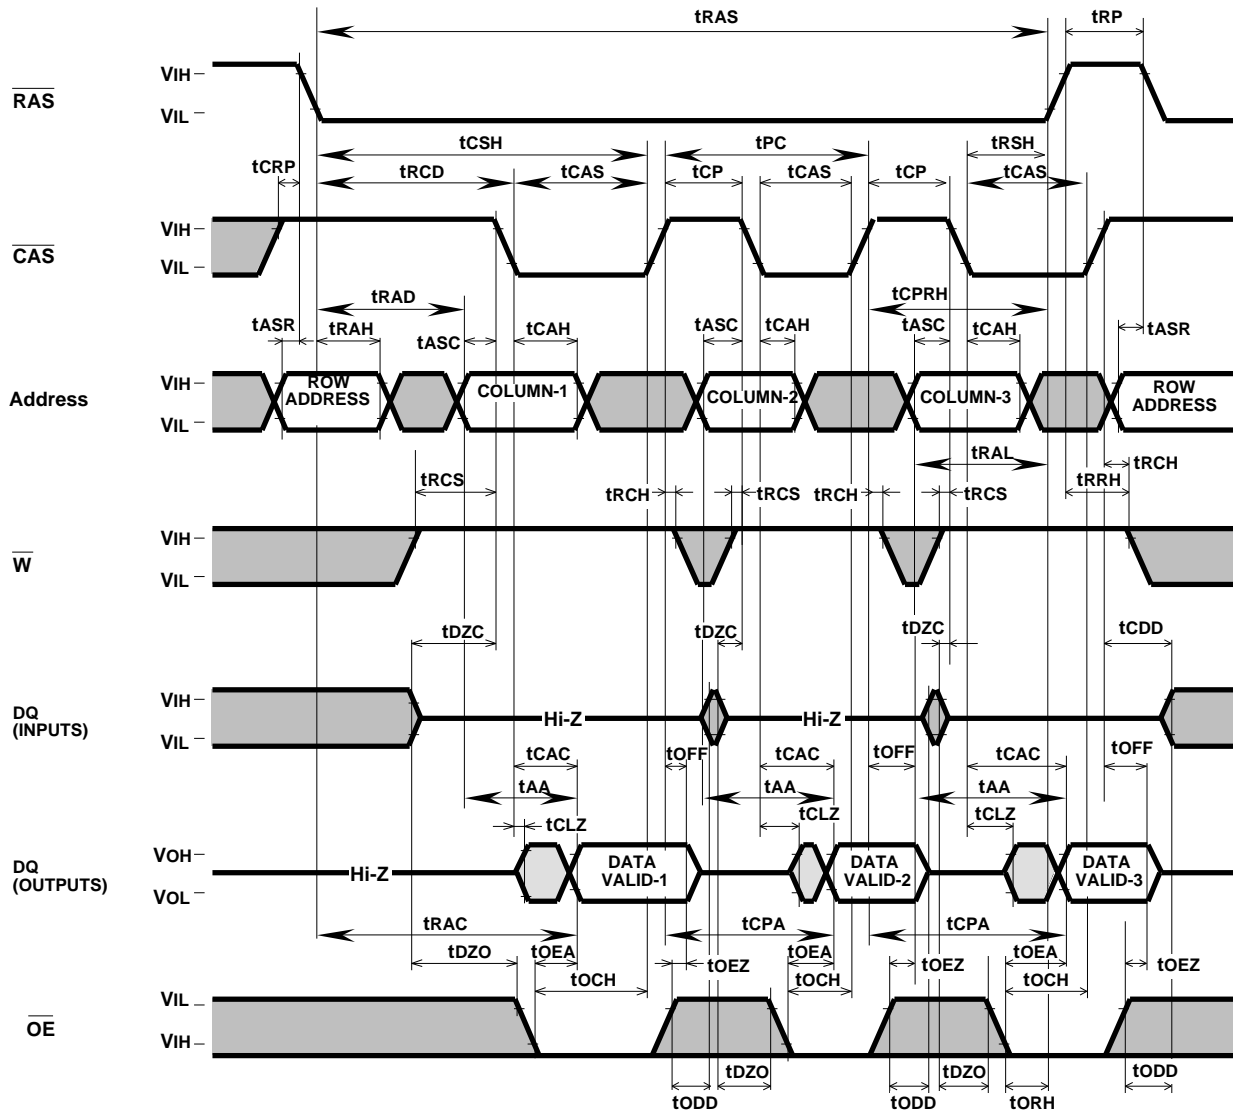 tRAS
tRP
RAS
VIH
VIL
tCSH
tPC
tRSH
tCRP
tRCD
tCAS
tCP
tCAS
tCP
tCAS
CAS
VIH
VIL
tRAD
tCPRH
tASR
tRAH
tASC
tCAH
tASC
tCAH
tASC
tCAH
tASR
Address
VIH
VIL
ROW
ADDRESS
COLUMN-1
COLUMN-2
COLUMN-3
ROW
ADDRESS
tRAL
tRCH
tRCS
tRCH
tRCS
tRCH
tRCS
tRRH
W
VIH
VIL
tDZC
tDZC
tDZC
tCDD
DQ
(INPUTS)
VIH
VIL
Hi-Z
Hi-Z
tCAC
tOFF
tCAC
tOFF
tCAC
tOFF
tAA
tAA
tAA
tCLZ
tCLZ
tCLZ
DQ
(OUTPUTS)
VOH
VOL
Hi-Z
DATA
VALID-1
DATA
VALID-2
DATA
VALID-3
tRAC
tCPA
tCPA
tDZO
tOEA
tOEZ
tOEA
tOEZ
tOEA
tOEZ
tOCH
tOCH
tOCH
OE
VIL
VIH
tDZO
tDZO
tODD
tODD
tODD
tORH